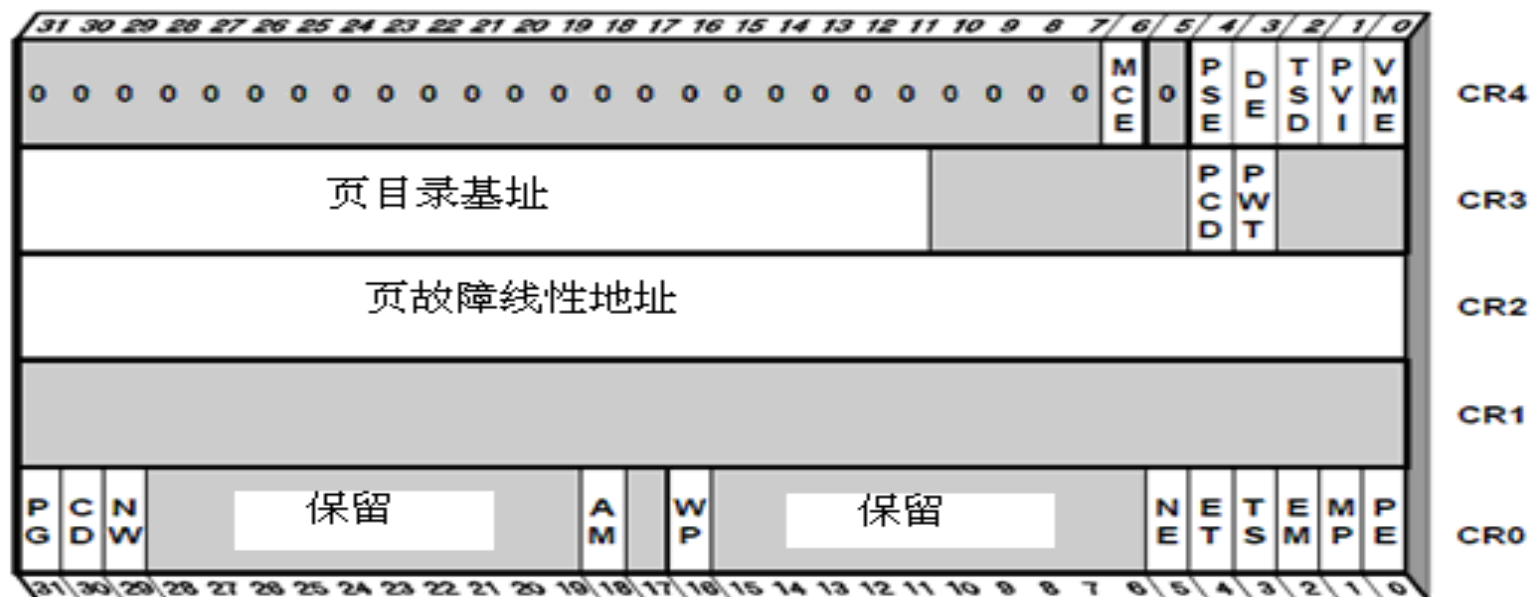 31 30 29 28 27 26 25 24 23 22 21 20 19 18 17 16 15 14 13 12 11 10 9 8 7 6 5 4 3 2 1 0
0 0 0 0 0 0 0 0 0 0 0 0 0 0 0 0 0 0 0 0 0 0 0 0 0 MCE 0 PSE DE TSD PVI VME CR4
页目录基址 PCD PWT CR3
页故障线性地址 CR2
CR1
PG CD NW 保留 AM WP 保留 NE ET TS EM MP PE CR0
31 30 29 28 27 26 25 24 23 22 21 20 19 18 17 16 15 14 13 12 11 10 9 8 7 6 5 4 3 2 1 0